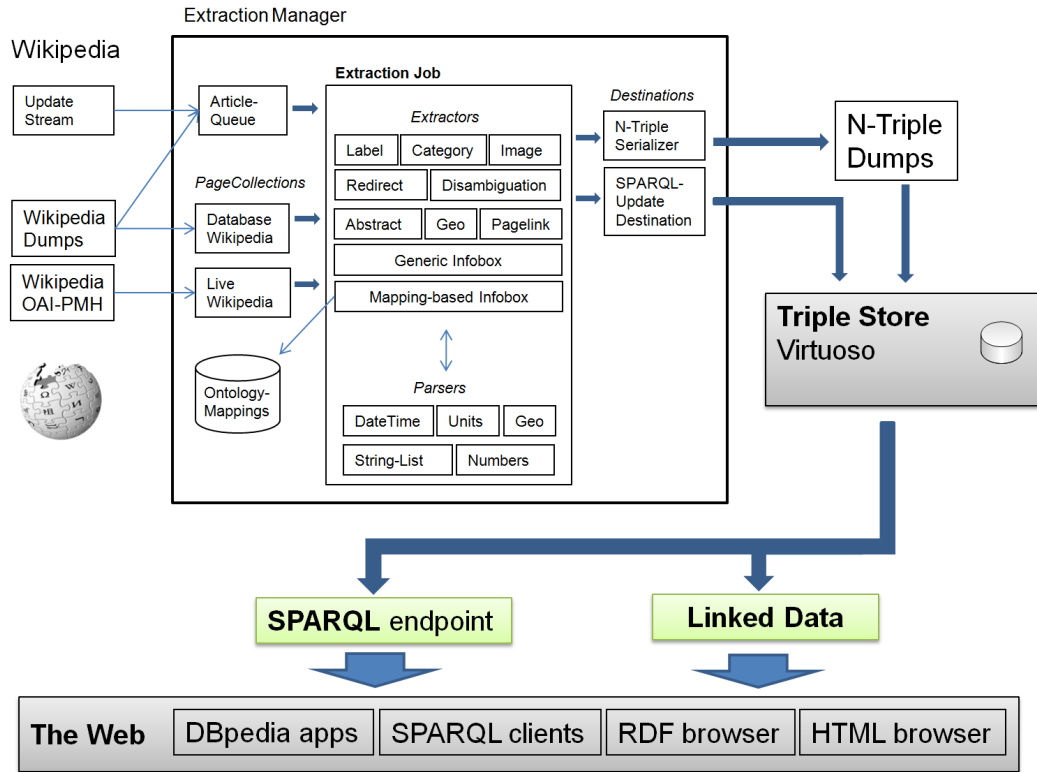 Extraction Manager
Wikipedia
Update
Stream
Wikipedia
Dumps
Wikipedia
OAI-PMH
Article-
Queue
PageCollections
Database
Wikipedia
Live
Wikipedia
Ontology-
Mappings
Extraction Job
Extractors
Label Category Image
Redirect Disambiguation
Abstract Geo Pagelink
Generic Infobox
Mapping-based Infobox
Parsers
DateTime Units Geo
String-List Numbers
Destinations
N-Triple
Serializer
SPARQL-
Update
Destination
N-Triple
Dumps
Triple Store
Virtuoso
SPARQL endpoint
Linked Data
The Web DBpedia apps SPARQL clients RDF browser HTML browser